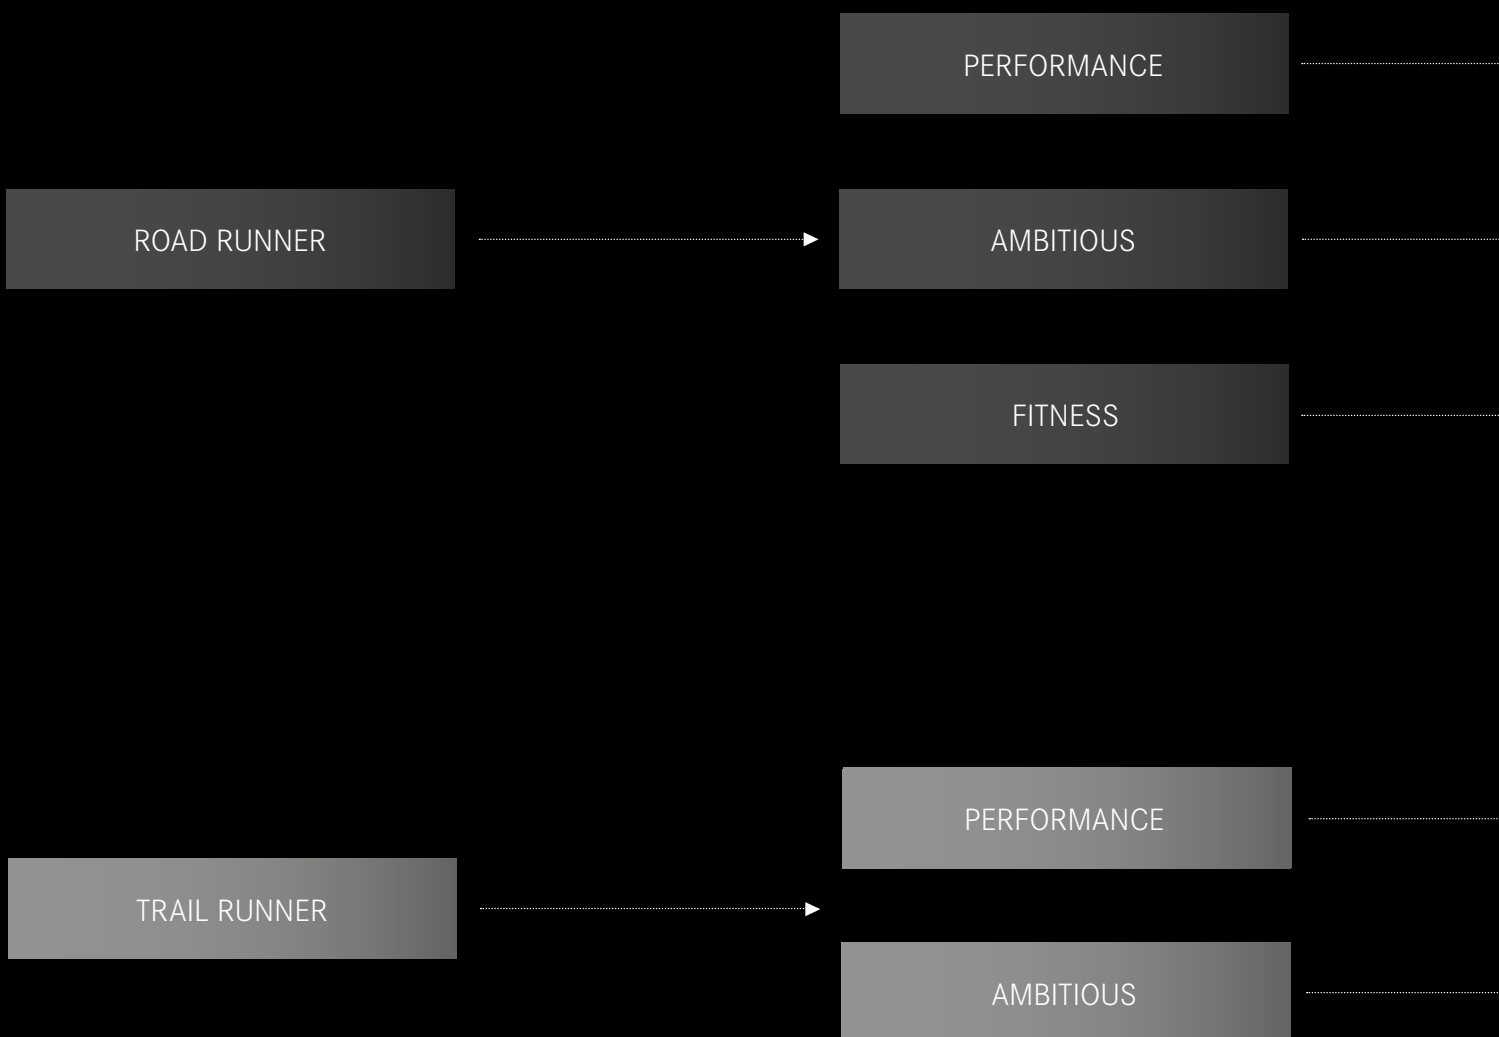 PERFORMANCE
ROAD RUNNER
AMBITIOUS
FITNESS
PERFORMANCE
TRAIL RUNNER
AMBITIOUS